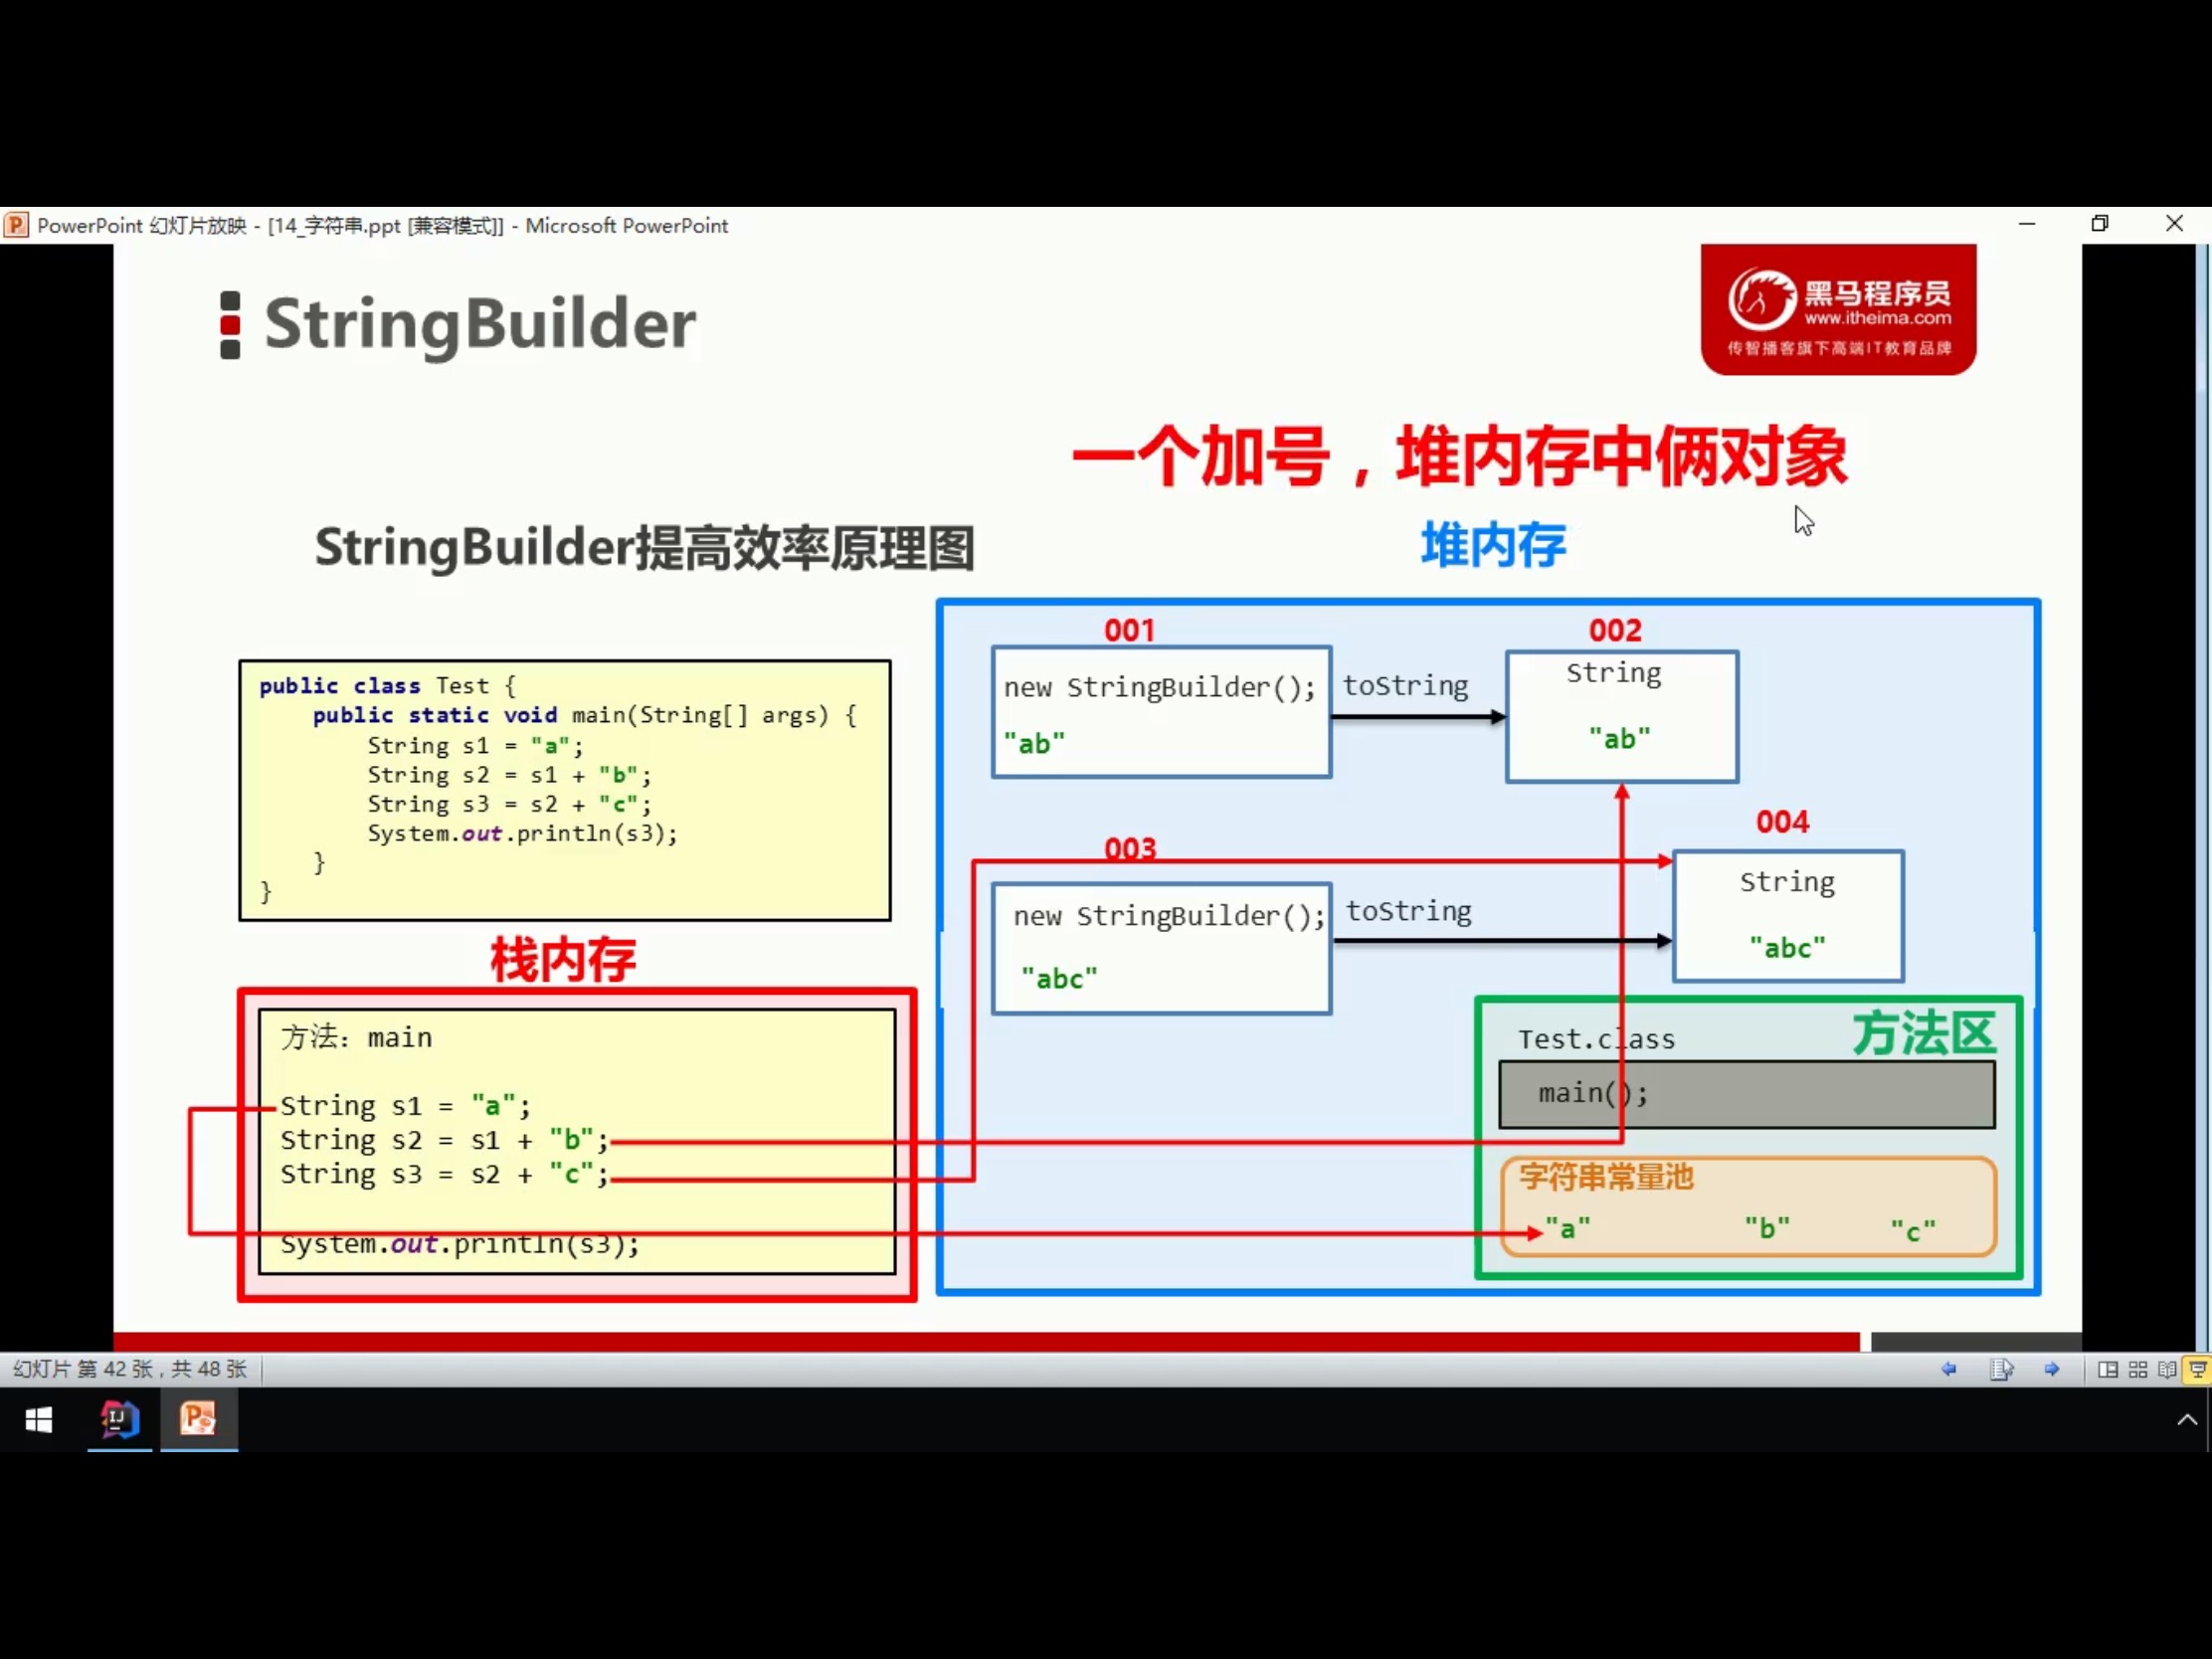 PowerPoint 幻灯片放映 - [14_字符串.ppt [兼容模式]] - Microsoft PowerPoint
StringBuilder
黑马程序员
www.itheima.com
传智播客旗下高端IT教育品牌
一个加号，堆内存中俩对象
StringBuilder提高效率原理图
堆内存
public class Test {
public static void main(String[] args) {
String s1 = "a";
String s2 = s1 + "b";
String s3 = s2 + "c";
System.out.println(s3);
}
}
001
new StringBuilder();
"ab"
toString
002
String
"ab"
003
new StringBuilder();
"abc"
toString
004
String
"abc"
栈内存
方法：main
String s1 = "a";
String s2 = s1 + "b";
String s3 = s2 + "c";
System.out.println(s3);
Test.class
方法区
main();
字符串常量池
"a" "b" "c"
幻灯片 第 42 张，共 48 张